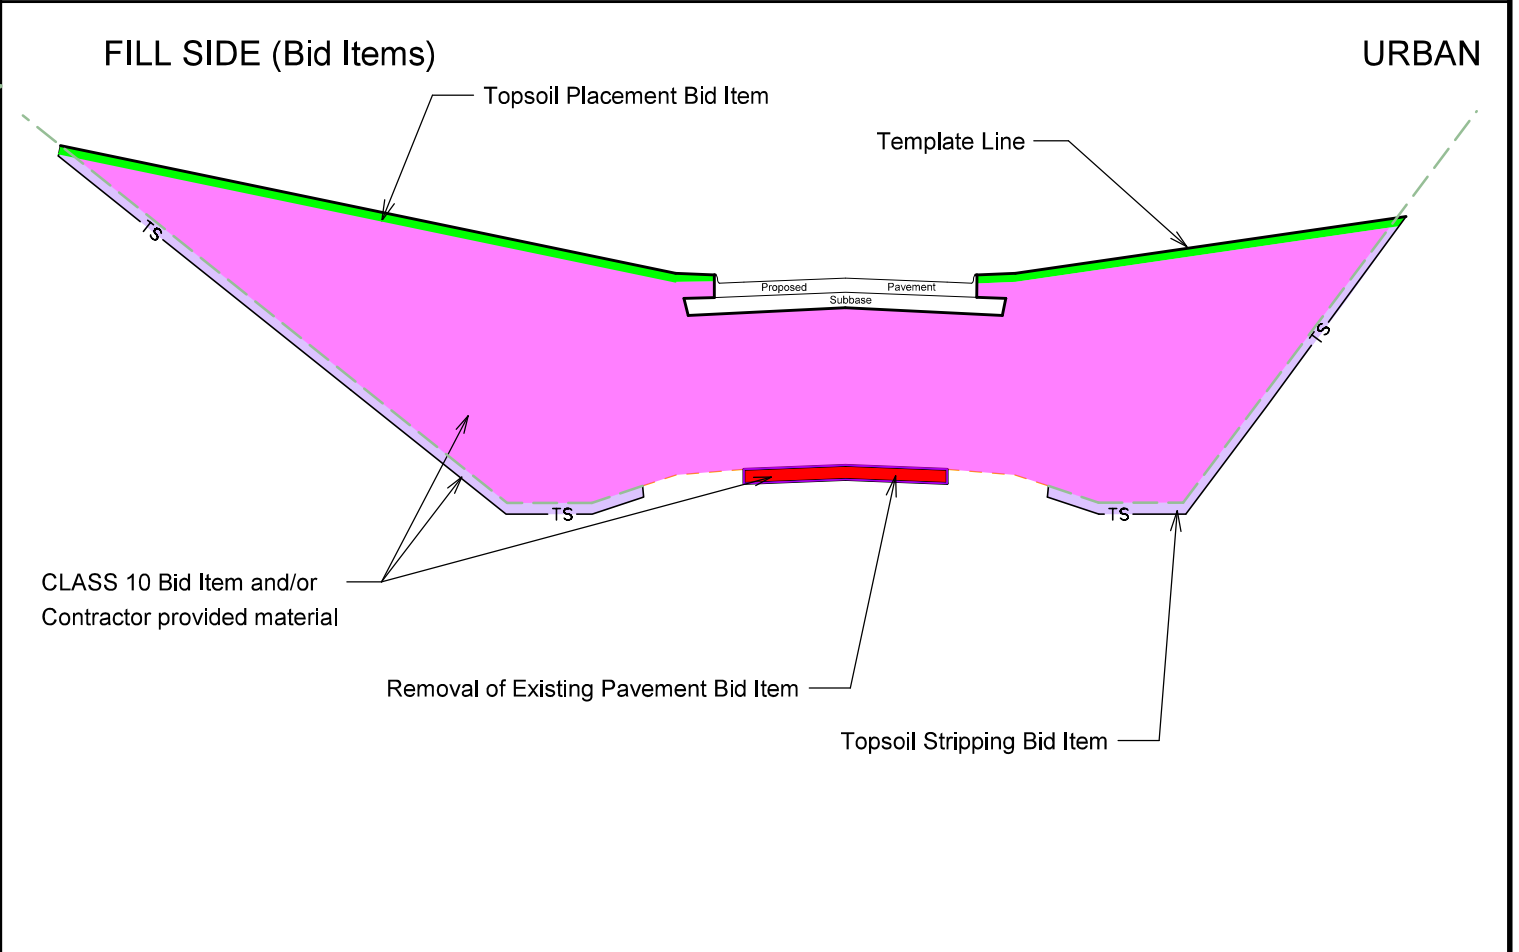 FILL SIDE (Bid Items)
URBAN
Topsoil Placement Bid Item
Template Line
TS
Proposed Pavement
Subbase
TS
TS
TS
CLASS 10 Bid Item and/or
Contractor provided material
Removal of Existing Pavement Bid Item
Topsoil Stripping Bid Item